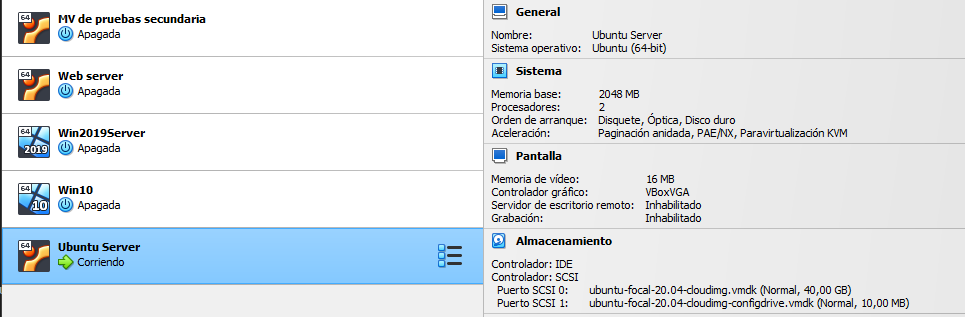 64
MV de pruebas secundaria
Apagada
64
Web server
Apagada
64
2019
Win2019Server
Apagada
64
10
Win10
Apagada
64
Ubuntu Server
Corriendo
General
Nombre: Ubuntu Server
Sistema operativo: Ubuntu (64-bit)
Sistema
Memoria base: 2048 MB
Procesadores: 2
Orden de arranque: Disquete, Óptica, Disco duro
Aceleración: Paginación anidada, PAE/NX, Paravirtualización KVM
Pantalla
Memoria de vídeo: 16 MB
Controlador gráfico: VBoxVGA
Servidor de escritorio remoto: Inhabilitado
Grabación: Inhabilitado
Almacenamiento
Controlador: IDE
Controlador: SCSI
Puerto SCSI 0: ubuntu-focal-20.04-cloudimg.vmdk (Normal, 40,00 GB)
Puerto SCSI 1: ubuntu-focal-20.04-cloudimg-configdrive.vmdk (Normal, 10,00 MB)